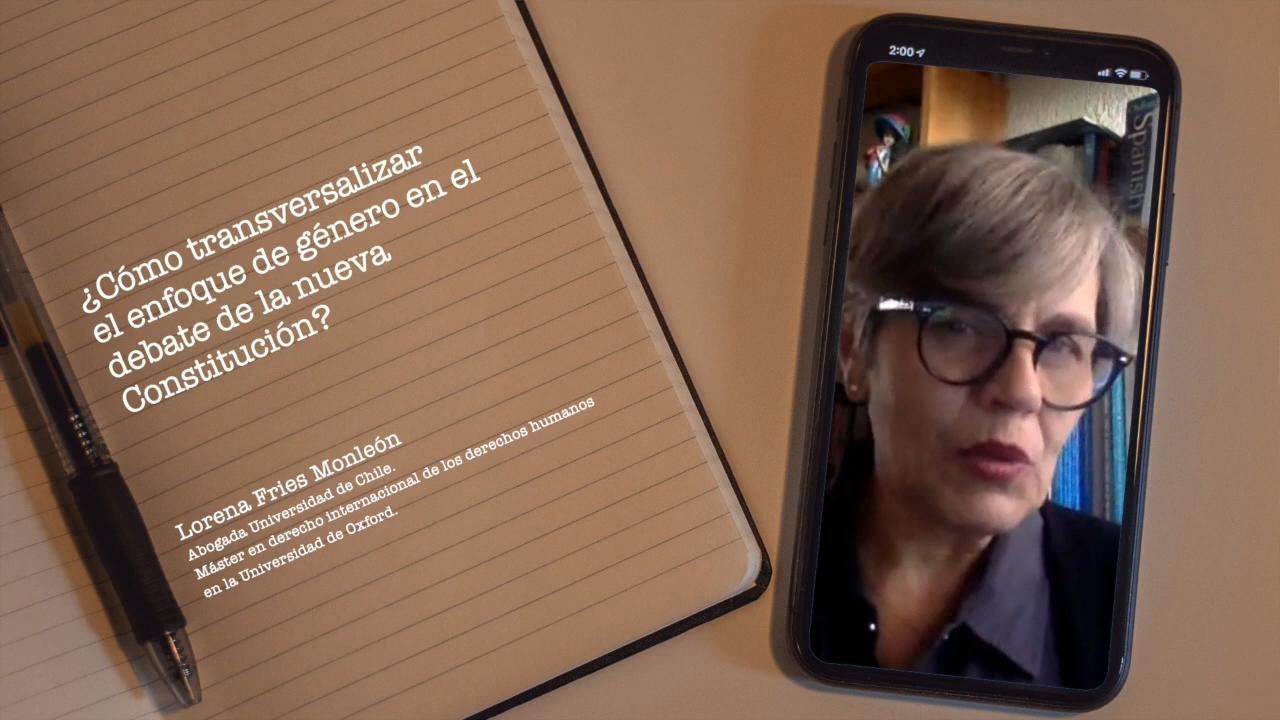 ¿Cómo transversalizar
el enfoque de género en el
debate de la nueva
Constitución?
Lorena Fries Monleón
Abogada Universidad de Chile.
Máster en derecho internacional de los derechos humanos
en la Universidad de Oxford.
2:00
Spanish